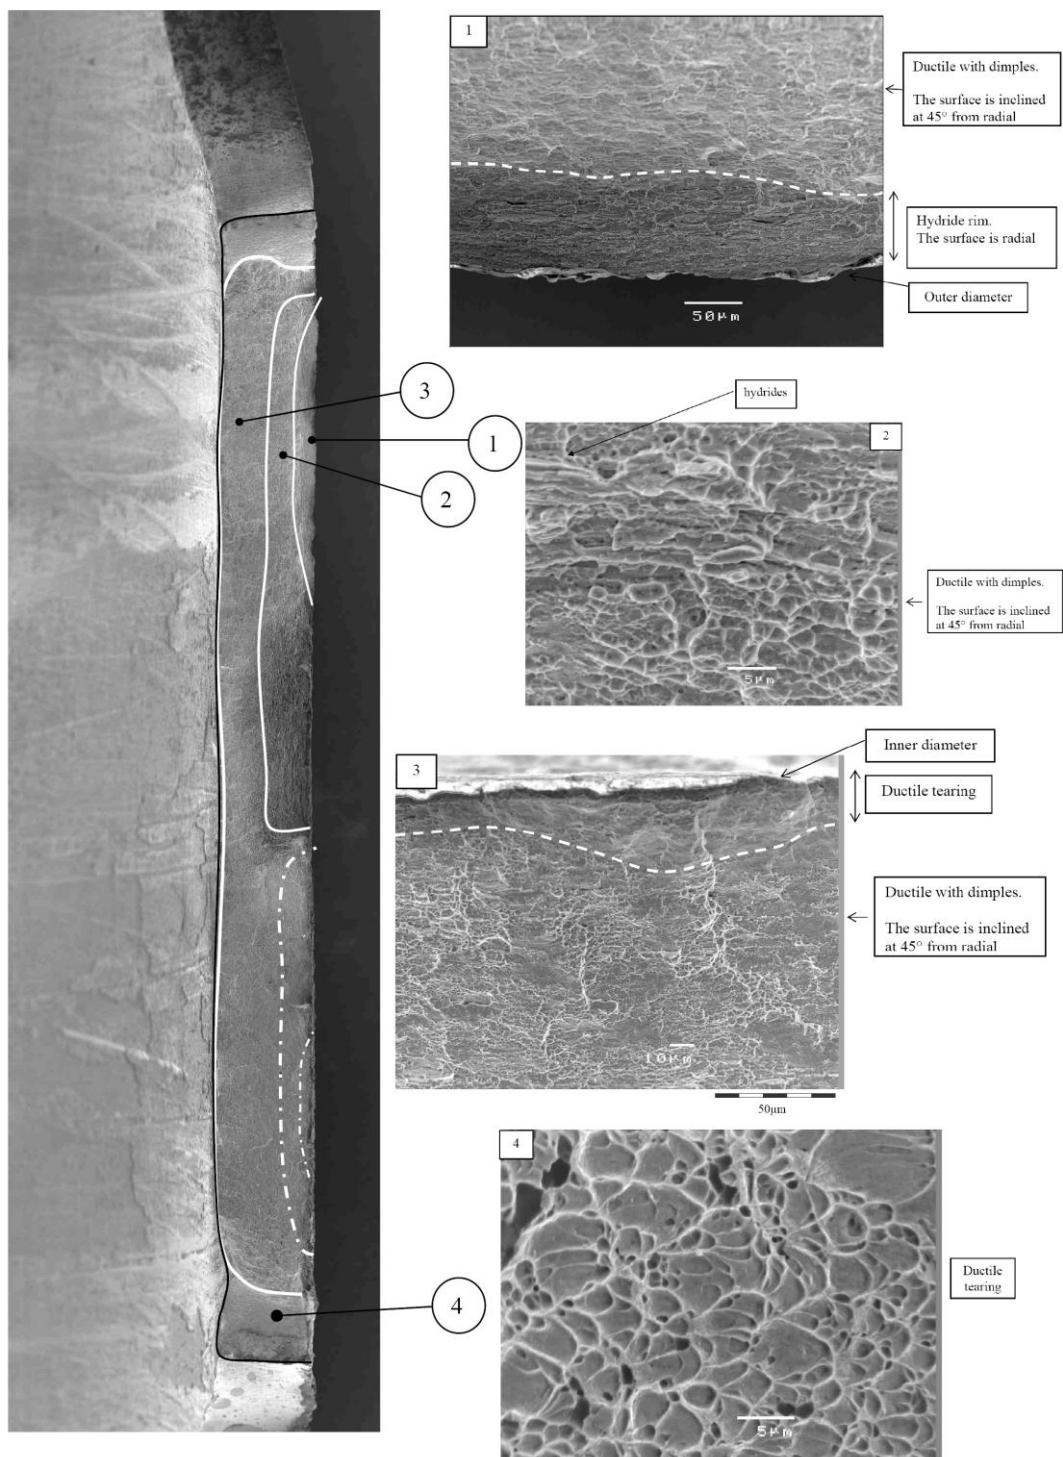 1
Ductile with dimples.
The surface is inclined
at 45° from radial
Hydride rim.
The surface is radial
Outer diameter
50μm
3
1
2
hydrides
2
Ductile with dimples.
The surface is inclined
at 45° from radial
5μm
Inner diameter
3
Ductile tearing
Ductile with dimples.
The surface is inclined
at 45° from radial
10μm
50μm
4
4
Ductile
tearing
5μm